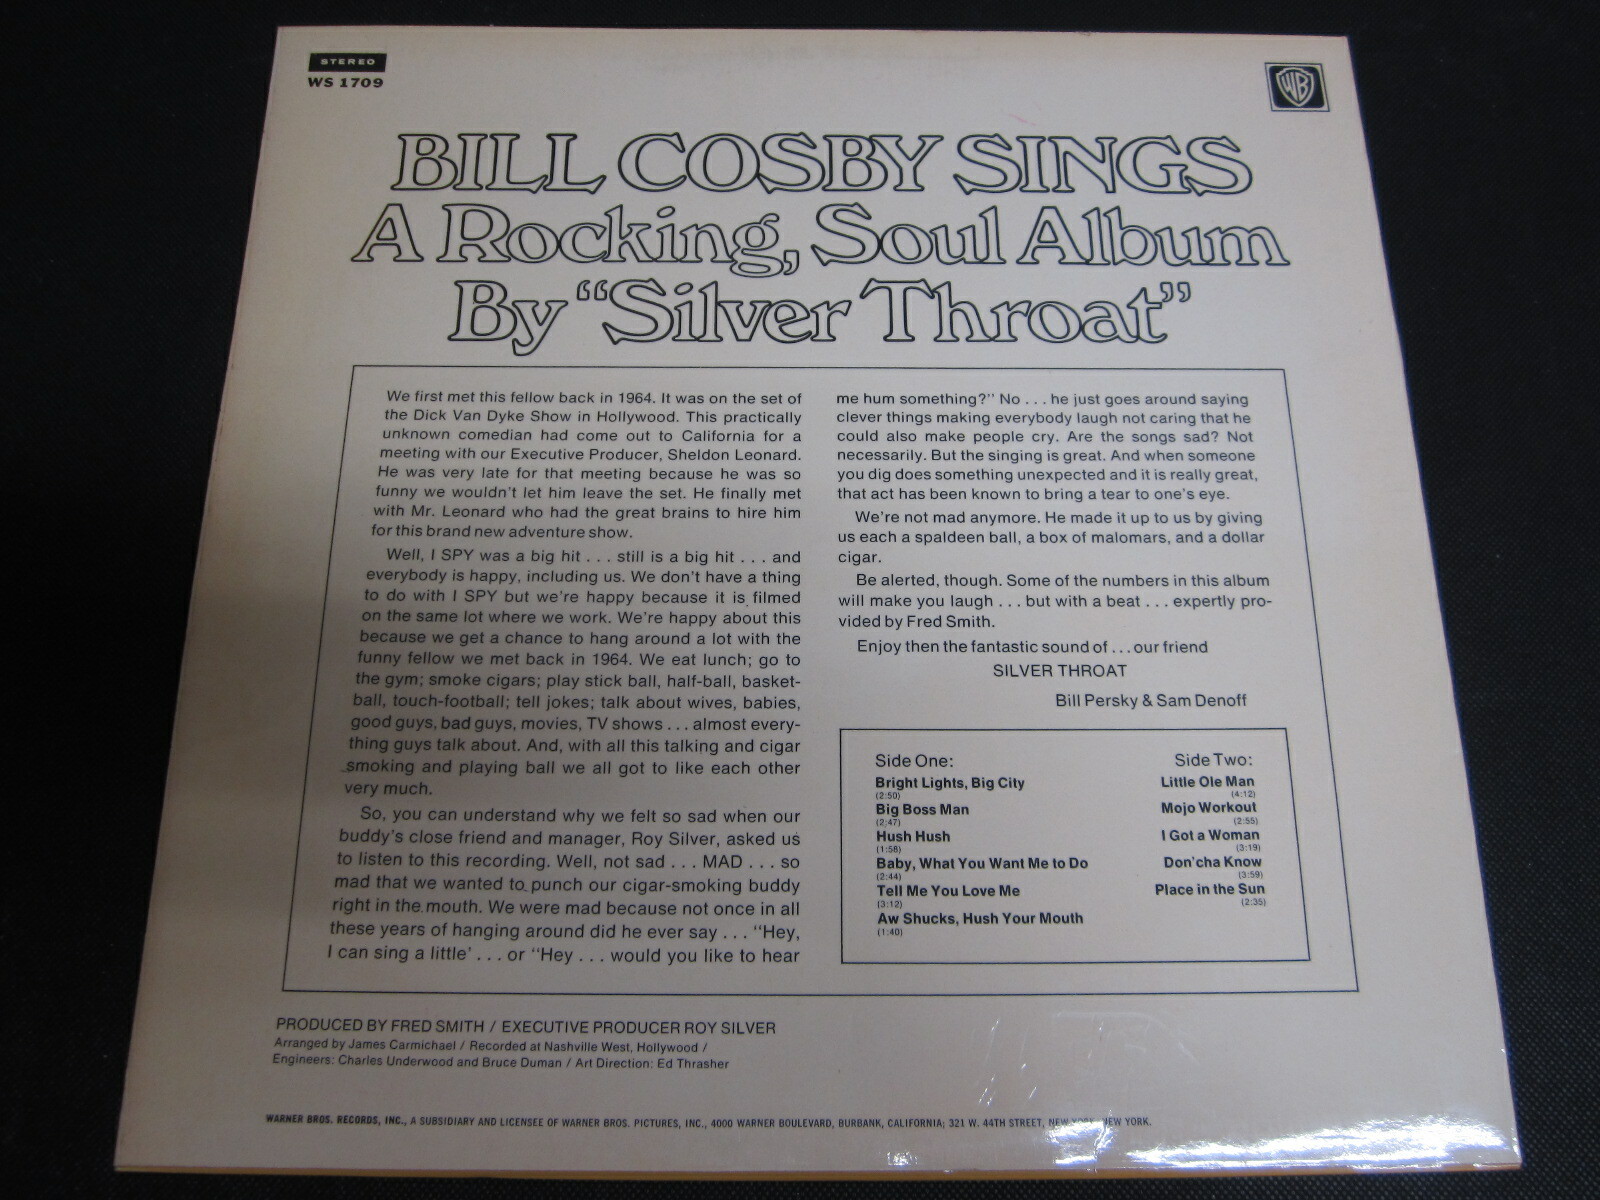 STEREO
WS 1709
WB
BILL COSBY SINGS
A Rocking, Soul Album
By “Silver Throat”
We first met this fellow back in 1964. It was on the set of
the Dick Van Dyke Show in Hollywood. This practically
unknown comedian had come out to California for a
meeting with our Executive Producer, Sheldon Leonard.
He was very late for that meeting because he was so
funny we wouldn't let him leave the set. He finally met
with Mr. Leonard who had the great brains to hire him
for this brand new adventure show.
Well, I SPY was a big hit . . . still is a big hit . . . and
everybody is happy, including us. We don't have a thing
to do with I SPY but we're happy because it is filmed
on the same lot where we work. We're happy about this
because we get a chance to hang around a lot with the
funny fellow we met back in 1964. We eat lunch; go to
the gym; smoke cigars; play stick ball, half-ball, basket-
ball, touch-football; tell jokes; talk about wives, babies,
good guys, bad guys, movies, TV shows . . . almost every-
thing guys talk about. And, with all this talking and cigar
smoking and playing ball we all got to like each other
very much.
So, you can understand why we felt so sad when our
buddy's close friend and manager, Roy Silver, asked us
to listen to this recording. Well, not sad . . . MAD . . . so
mad that we wanted to punch our cigar-smoking buddy
right in the mouth. We were mad because not once in all
these years of hanging around did he ever say . . . "Hey,
I can sing a little' . . . or "Hey . . . would you like to hear
me hum something?" No . . . he just goes around saying
clever things making everybody laugh not caring that he
could also make people cry. Are the songs sad? Not
necessarily. But the singing is great. And when someone
you dig does something unexpected and it is really great,
that act has been known to bring a tear to one's eye.
We're not mad anymore. He made it up to us by giving
us each a spaldeen ball, a box of malomars, and a dollar
cigar.
Be alerted, though. Some of the numbers in this album
will make you laugh . . . but with a beat . . . expertly pro-
vided by Fred Smith.
Enjoy then the fantastic sound of . . . our friend
SILVER THROAT
Bill Persky & Sam Denoff
Side One:
Bright Lights, Big City
(2:50)
Big Boss Man
(2:47)
Hush Hush
(1:58)
Baby, What You Want Me to Do
(2:44)
Tell Me You Love Me
(3:12)
Aw Shucks, Hush Your Mouth
(1:40)
Side Two:
Little Ole Man
(4:12)
Mojo Workout
(2:55)
I Got a Woman
(3:19)
Don'cha Know
(3:59)
Place in the Sun
(2:35)
PRODUCED BY FRED SMITH / EXECUTIVE PRODUCER ROY SILVER
Arranged by James Carmichael / Recorded at Nashville West, Hollywood /
Engineers: Charles Underwood and Bruce Duman / Art Direction: Ed Thrasher
WARNER BROS. RECORDS, INC., A SUBSIDIARY AND LICENSEE OF WARNER BROS. PICTURES, INC., 4000 WARNER BOULEVARD, BURBANK, CALIFORNIA; 321 W. 44TH STREET, NEW YORK, NEW YORK.